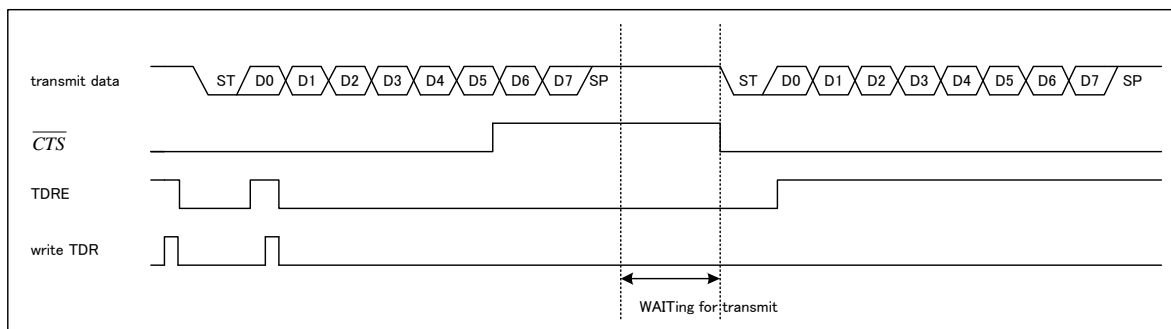 transmit data ST D0 D1 D2 D3 D4 D5 D6 D7 SP ST D0 D1 D2 D3 D4 D5 D6 D7 SP
CTS
TDRE
write TDR
WAITing for transmit